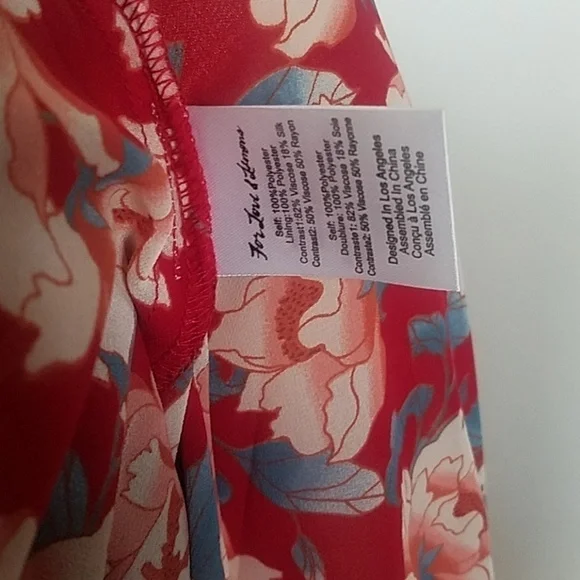 For Love & Lemons
Self: 100%Polyester
Lining:100% Polyester
Contrast1:82% Viscose 18% Silk
Contrast2: 50% Viscose 50% Rayon
Self: 100%Polyester
Doublure: 100% Polyester
Contraste1: 82% Viscose 18% Soie
Contraste2: 50% Viscose 50% Rayonne
Designed In Los Angeles
Assembled In China
Conçu à Los Angeles
Assemblé en Chine